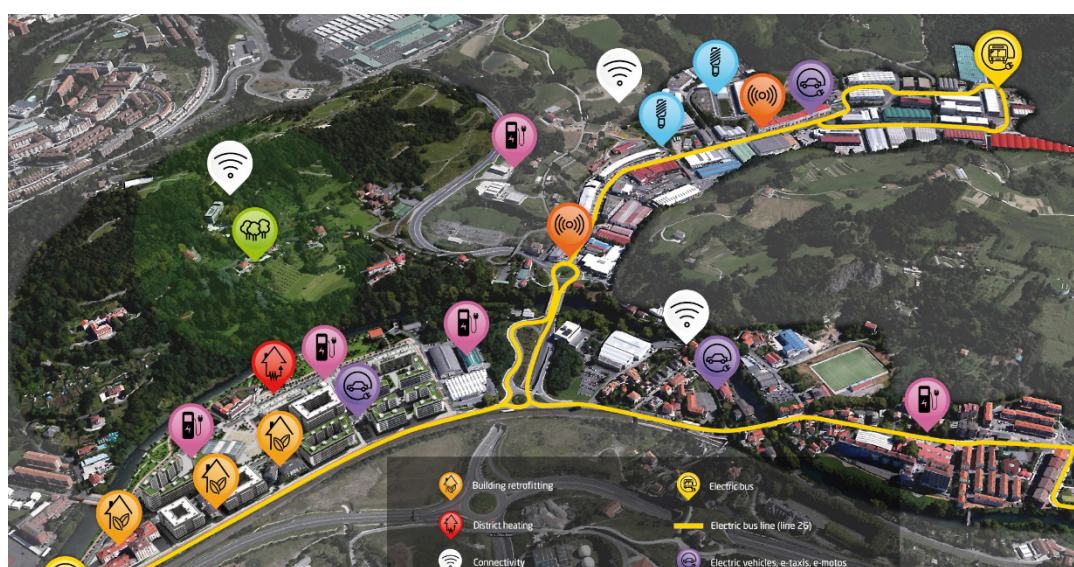 Building retrofitting
Electric bus
District heating
Electric bus line (line 26)
Connectivity
Electric vehicles, e-taxis, e-motos